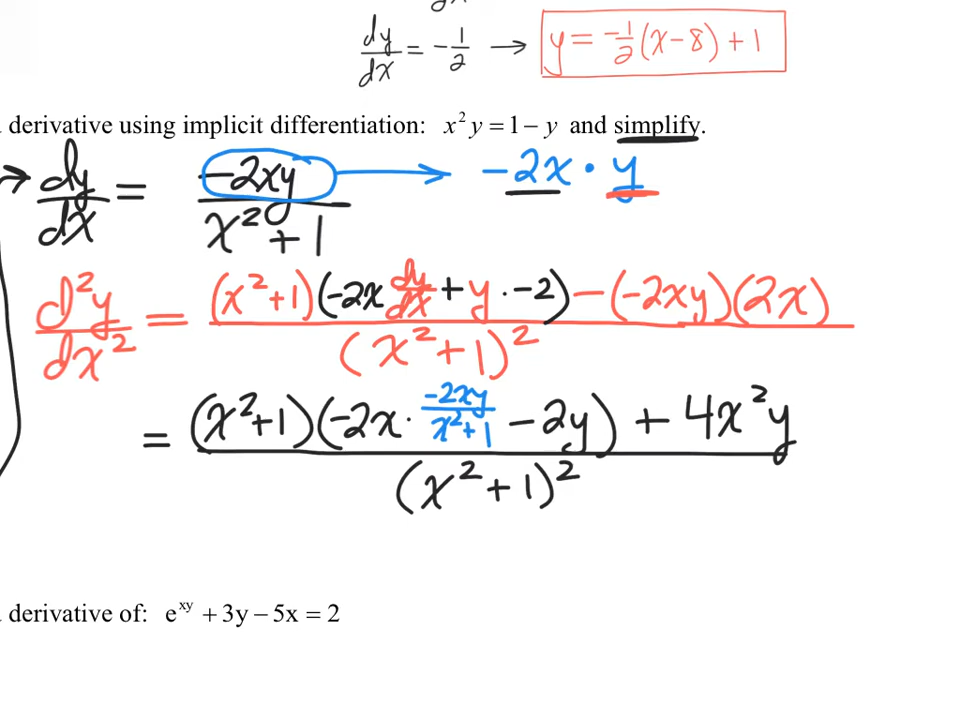 dy/dx = -1/2 → y = -1/2(x-8)+1
derivative using implicit differentiation: x²y = 1 − y and simplify.
→ dy/dx = -2xy/(x²+1) → -2x · y
d²y/dx² = ((x²+1)(-2x dy/dx + y · -2) - (-2xy)(2x))/(x²+1)²
= ((x²+1)(-2x · -2xy/(x²+1) - 2y) + 4x²y)/(x²+1)²
derivative of: e^xy + 3y − 5x = 2